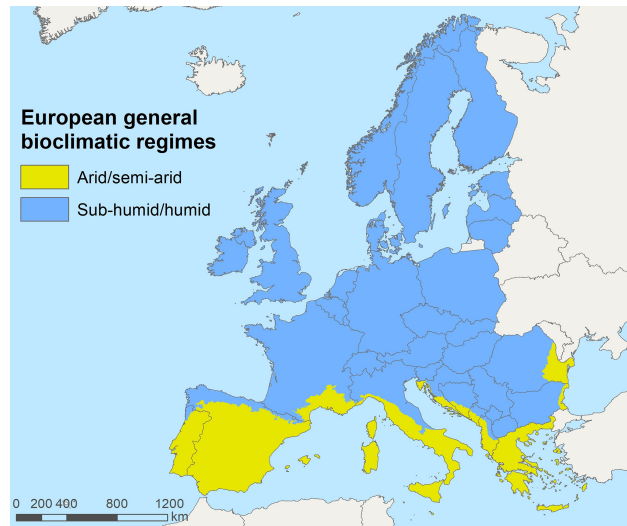 European general
bioclimatic regimes
Arid/semi-arid
Sub-humid/humid
0 200 400 800 1200
km